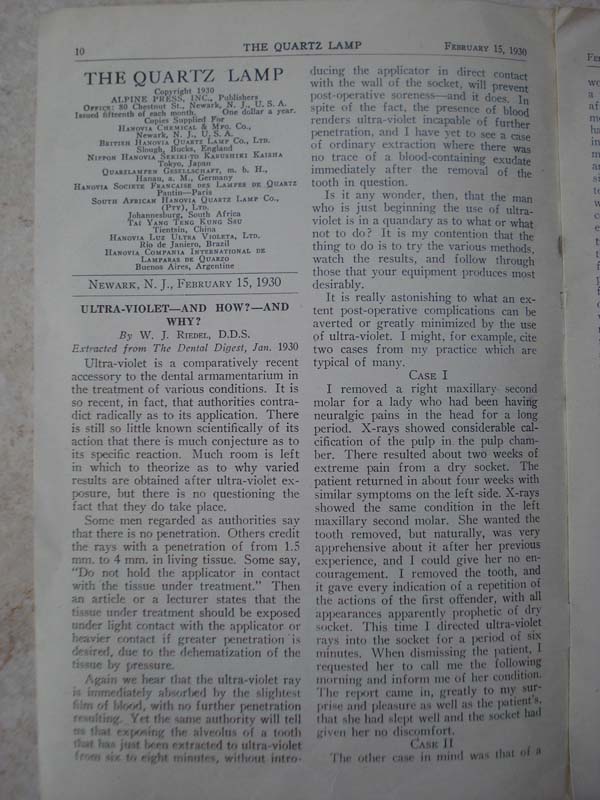 10
THE QUARTZ LAMP
FEBRUARY 15, 1930
THE QUARTZ LAMP
Copyright 1930
ALPINE PRESS, INC., Publishers
OFFICE: 80 Chestnut St., Newark, N. J., U. S. A.
Issued fifteenth of each month. One dollar a year.
Copies Supplied For
HANOVIA CHEMICAL & MFG. CO.,
Newark, N. J., U. S. A.
BRITISH HANOVIA QUARTZ LAMP CO., LTD.
Slough, Bucks, England
NIPPON HANOVIA SEKIEI-TO KABUSHIKI KAISHA
Tokyo, Japan
QUARZLAMPEN GESELLSCHAFT, m. b. H.,
Hanau, a. M., Germany
HANOVIA SOCIETE FRANCAISE DES LAMPES DE QUARTZ
Pantin—Paris
SOUTH AFRICAN HANOVIA QUARTZ LAMP CO.,
(PTY), LTD.
Johannesburg, South Africa
TAI YANG TENG KUNG SSU
Tientsin, China
HANOVIA LUZ ULTRA VIOLETA, LTD.
Rio de Janiero, Brazil
HANOVIA COMPANIA INTERNATIONAL DE
LAMPARAS DE QUARZO
Buenos Aires, Argentine
NEWARK, N. J., FEBRUARY 15, 1930
ULTRA-VIOLET—AND HOW?—AND
WHY?
By W. J. RIEDEL, D.D.S.
Extracted from The Dental Digest, Jan. 1930
Ultra-violet is a comparatively recent
accessory to the dental armamentarium in
the treatment of various conditions. It is
so recent, in fact, that authorities contra-
dict radically as to its application. There
is still so little known scientifically of its
action that there is much conjecture as to
its specific reaction. Much room is left
in which to theorize as to why varied
results are obtained after ultra-violet ex-
posure, but there is no questioning the
fact that they do take place.
Some men regarded as authorities say
that there is no penetration. Others credit
the rays with a penetration of from 1.5
mm. to 4 mm. in living tissue. Some say,
"Do not hold the applicator in contact
with the tissue under treatment." Then
an article or a lecturer states that the
tissue under treatment should be exposed
under light contact with the applicator or
heavier contact if greater penetration is
desired, due to the dehematization of the
tissue by pressure.
Again we hear that the ultra-violet ray
is immediately absorbed by the slightest
film of blood, with no further penetration
resulting. Yet the same authority will tell
us that exposing the alveolus of a tooth
that has just been extracted to ultra-violet
from six to eight minutes, without intro-
ducing the applicator in direct contact
with the wall of the socket, will prevent
post-operative soreness—and it does. In
spite of the fact, the presence of blood
renders ultra-violet incapable of further
penetration, and I have yet to see a case
of ordinary extraction where there was
no trace of a blood-containing exudate
immediately after the removal of the
tooth in question.
Is it any wonder, then, that the man
who is just beginning the use of ultra-
violet is in a quandary as to what or what
not to do? It is my contention that the
thing to do is to try the various methods,
watch the results, and follow through
those that your equipment produces most
desirably.
It is really astonishing to what an ex-
tent post-operative complications can be
averted or greatly minimized by the use
of ultra-violet. I might, for example, cite
two cases from my practice which are
typical of many.
CASE I
I removed a right maxillary second
molar for a lady who had been having
neuralgic pains in the head for a long
period. X-rays showed considerable cal-
cification of the pulp in the pulp cham-
ber. There resulted about two weeks of
extreme pain from a dry socket. The
patient returned in about four weeks with
similar symptoms on the left side. X-rays
showed the same condition in the left
maxillary second molar. She wanted the
tooth removed, but naturally, was very
apprehensive about it after her previous
experience, and I could give her no en-
couragement. I removed the tooth, and
it gave every indication of a repetition of
the actions of the first offender, with all
appearances apparently prophetic of dry
socket. This time I directed ultra-violet
rays into the socket for a period of six
minutes. When dismissing the patient, I
requested her to call me the following
morning and inform me of her condition.
The report came in, greatly to my sur-
prise and pleasure as well as the patient's,
that she had slept well and the socket had
given her no discomfort.
CASE II
The other case in mind was that of a